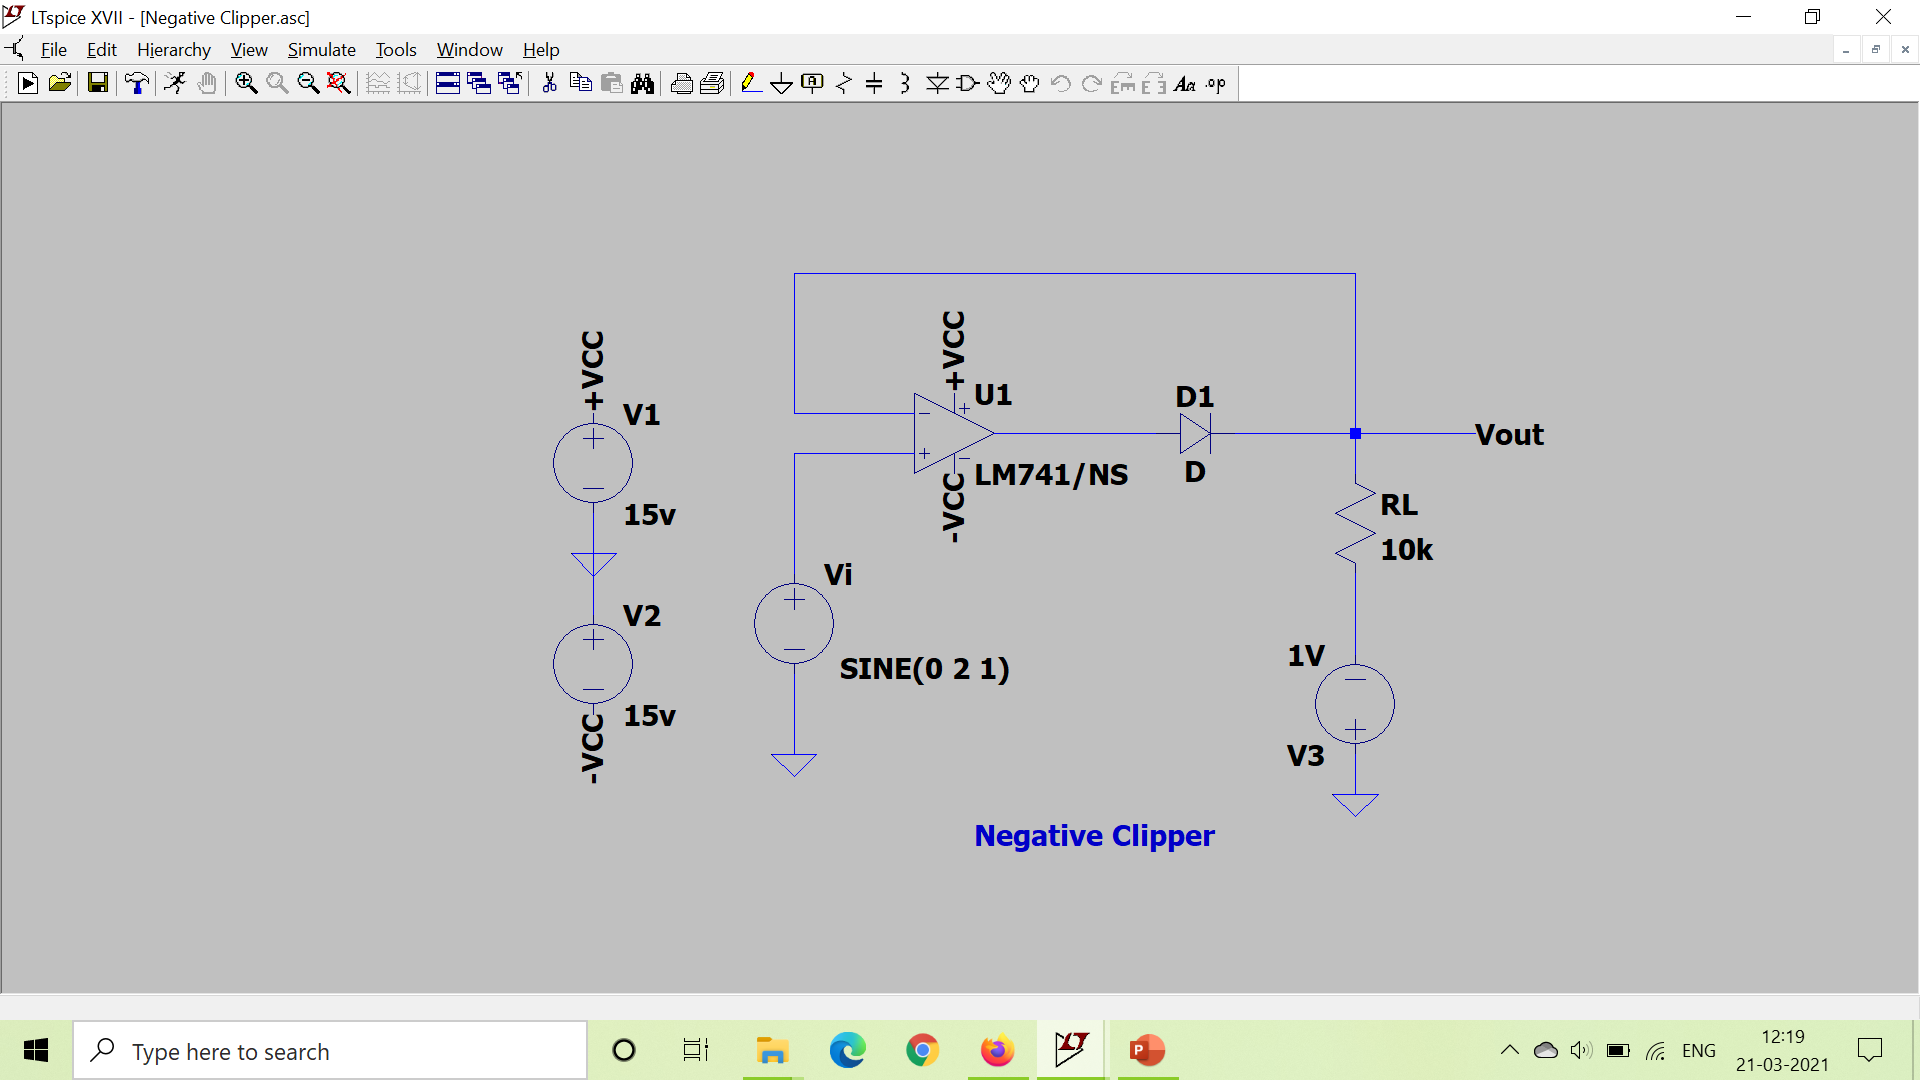 LTspice XVII - [Negative Clipper.asc]
File Edit Hierarchy View Simulate Tools Window Help
A Aa .op
+VCC
V1
15v
V2
15v
-VCC
+VCC
U1
LM741/NS
-VCC
D1
D
Vout
RL
10k
Vi
SINE(0 2 1)
1V
V3
Negative Clipper
Type here to search
P
ENG
12:19
21-03-2021